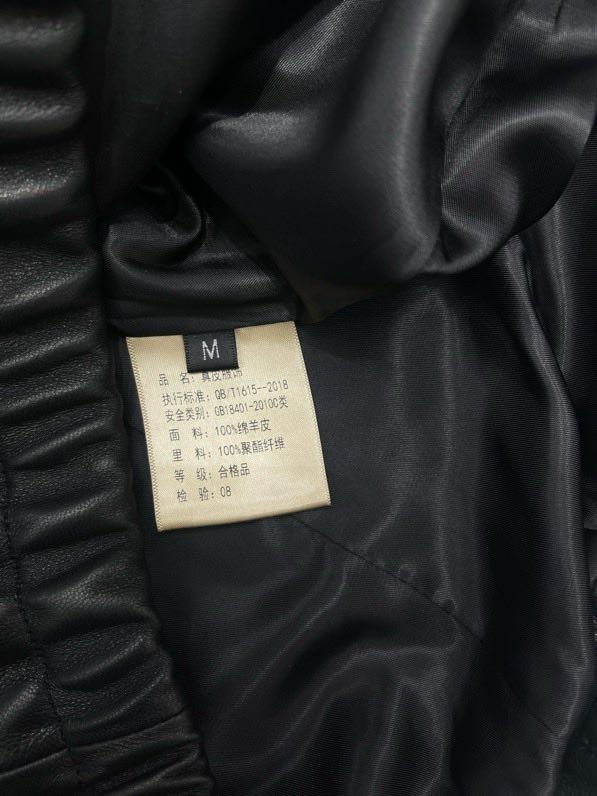 M
品 名：真皮服饰
执行标准：QB/T1615--2018
安全类别：GB18401-2010C类
面 料：100%绵羊皮
里 料：100%聚酯纤维
等 级：合格品
检 验：08